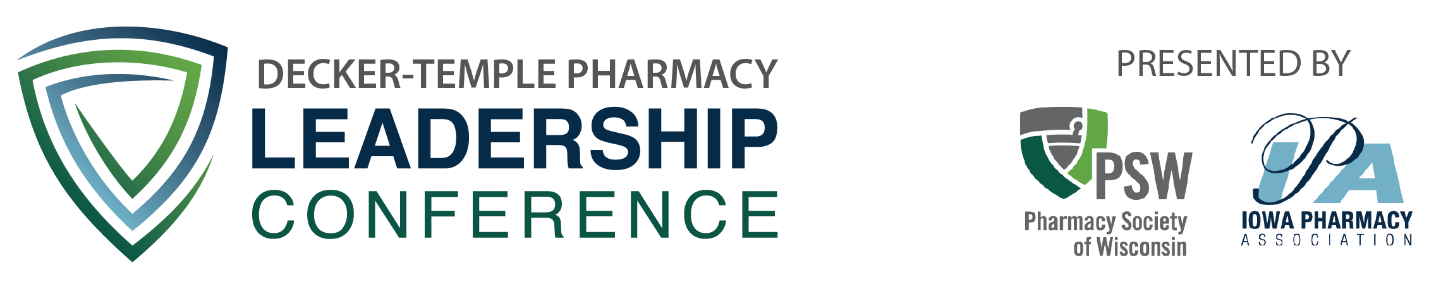 DECKER-TEMPLE PHARMACY
LEADERSHIP
CONFERENCE
PRESENTED BY
PSW
Pharmacy Society
of Wisconsin
IPA
IOWA PHARMACY
ASSOCIATION